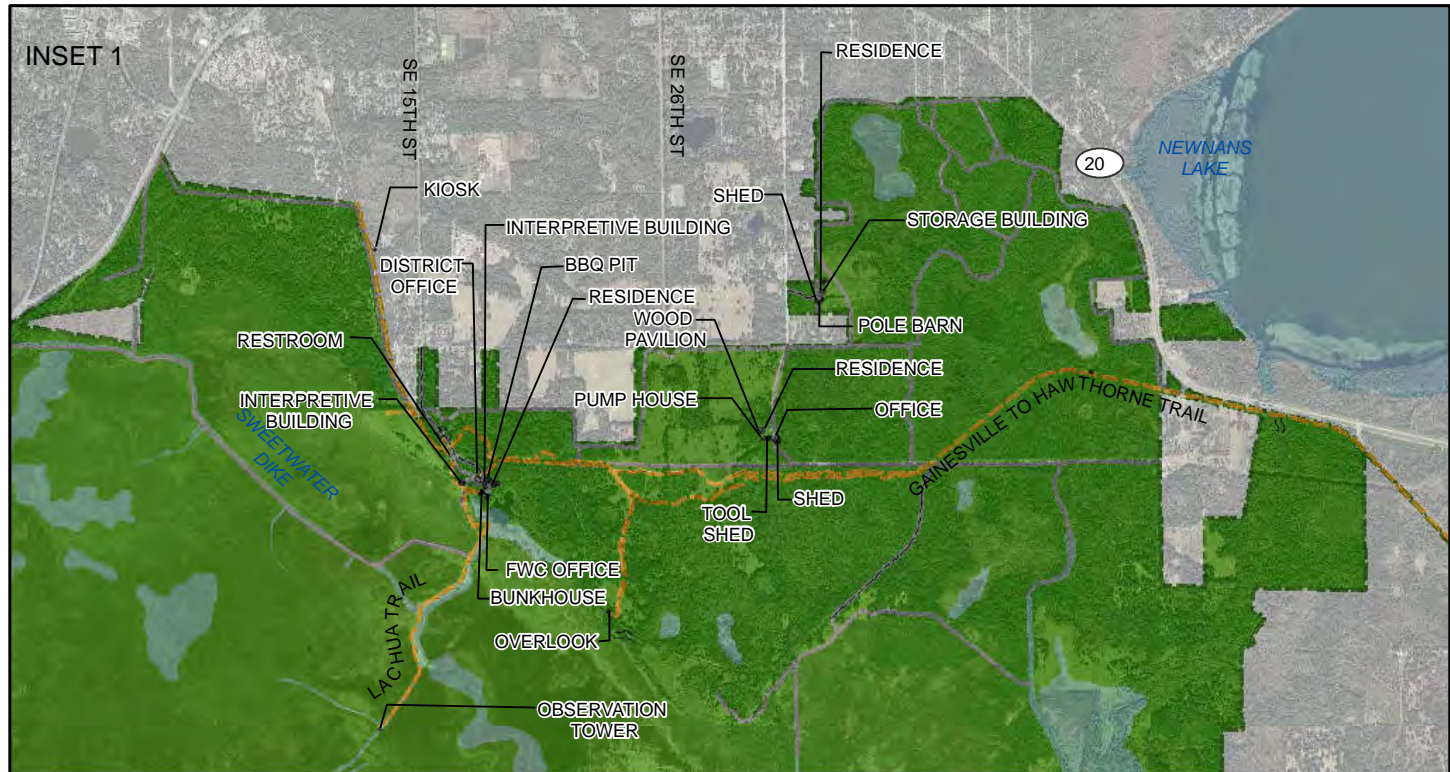 INSET 1
SE 15TH ST
SE 26TH ST
RESIDENCE
NEWNANS
LAKE
20
KIOSK
SHED
STORAGE BUILDING
INTERPRETIVE BUILDING
DISTRICT
OFFICE
BBQ PIT
RESIDENCE
WOOD
PAVILION
POLE BARN
RESTROOM
RESIDENCE
INTERPRETIVE
BUILDING
PUMP HOUSE
OFFICE
GAINESVILLE TO HAWTHORNE TRAIL
SWEETWATER
DIKE
TOOL
SHED
SHED
FWC OFFICE
BUNKHOUSE
LACHUA TRAIL
OVERLOOK
OBSERVATION
TOWER